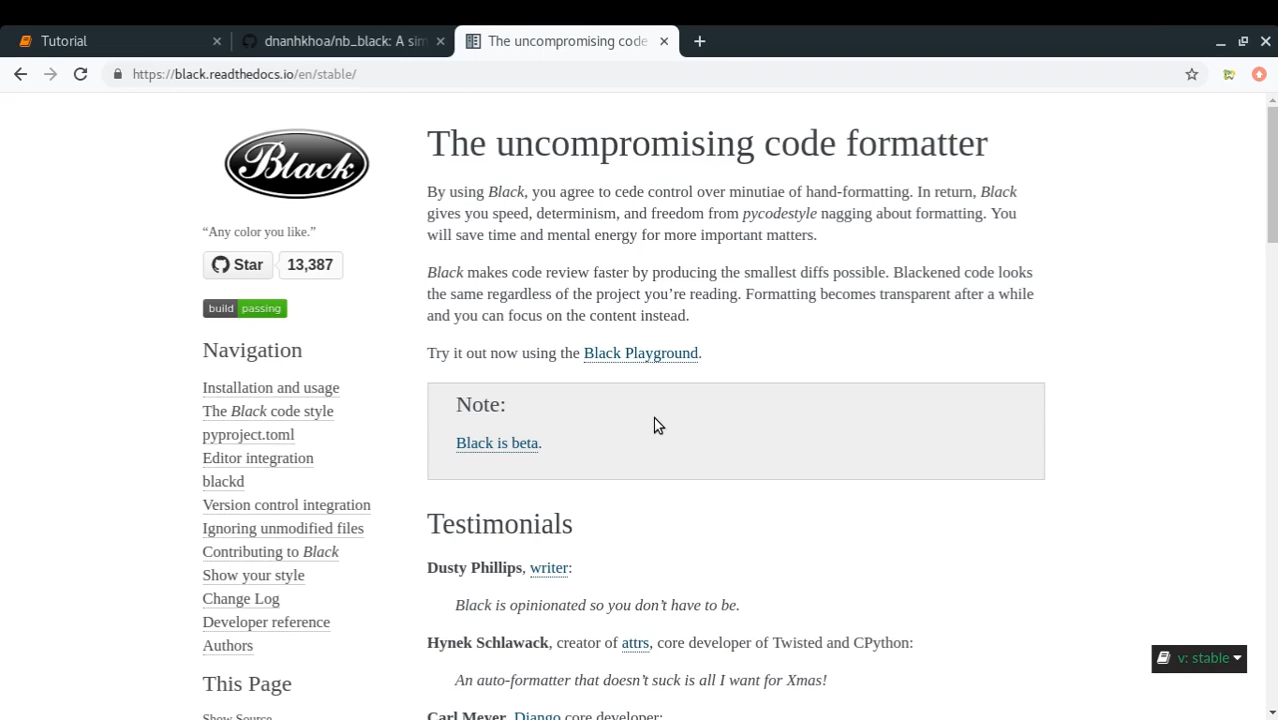 Tutorial
dnanhkhoa/nb_black: A sim
The uncompromising code
https://black.readthedocs.io/en/stable/
Black
“Any color you like.”
Star 13,387
build passing
Navigation
Installation and usage
The Black code style
pyproject.toml
Editor integration
blackd
Version control integration
Ignoring unmodified files
Contributing to Black
Show your style
Change Log
Developer reference
Authors
This Page
Show Source
The uncompromising code formatter
By using Black, you agree to cede control over minutiae of hand-formatting. In return, Black
gives you speed, determinism, and freedom from pycodestyle nagging about formatting. You
will save time and mental energy for more important matters.
Black makes code review faster by producing the smallest diffs possible. Blackened code looks
the same regardless of the project you’re reading. Formatting becomes transparent after a while
and you can focus on the content instead.
Try it out now using the Black Playground.
Note:
Black is beta.
Testimonials
Dusty Phillips, writer:
Black is opinionated so you don’t have to be.
Hynek Schlawack, creator of attrs, core developer of Twisted and CPython:
An auto-formatter that doesn’t suck is all I want for Xmas!
Carl Meyer, Django core developer:
v: stable